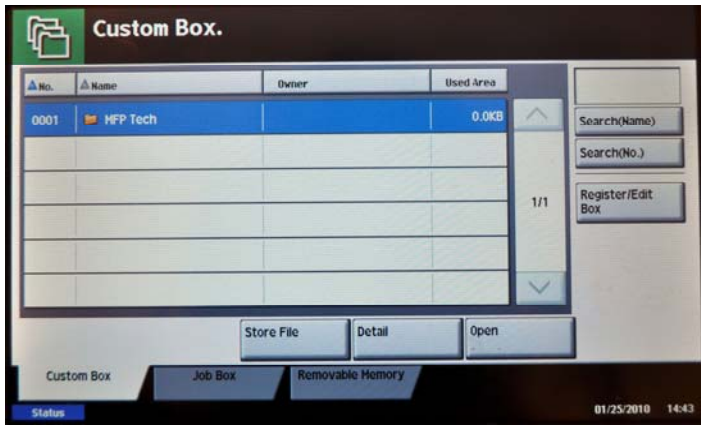 Custom Box.
No. Name Owner Used Area
0001 MFP Tech 0.0KB
Search(Name)
Search(No.)
1/1
Register/Edit
Box
Store File Detail Open
Custom Box Job Box Removable Memory
Status 01/25/2010 14:43